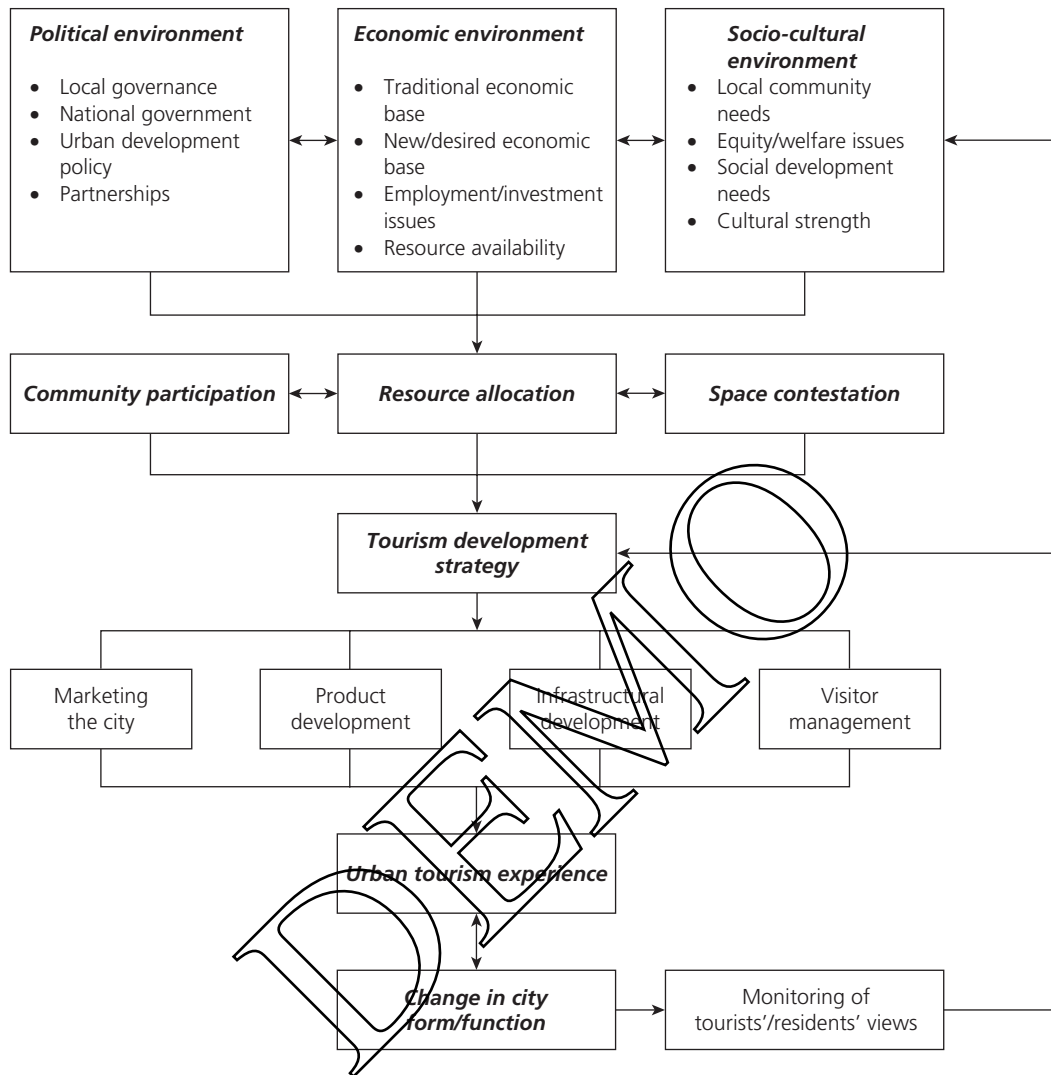 Political environment
• Local governance
• National government
• Urban development
policy
• Partnerships
Economic environment
• Traditional economic
base
• New/desired economic
base
• Employment/investment
issues
• Resource availability
Socio-cultural
environment
• Local community
needs
• Equity/welfare issues
• Social development
needs
• Cultural strength
Community participation
Resource allocation
Space contestation
Tourism development
strategy
Marketing
the city
Product
development
Infrastructural
development
Visitor
management
Urban tourism experience
Change in city
form/function
Monitoring of
tourists’/residents’ views
DEMO